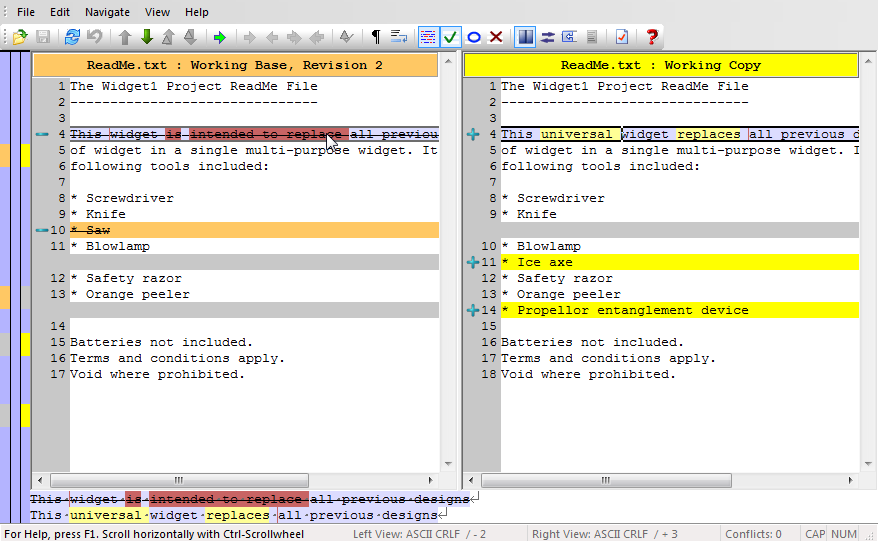 File Edit Navigate View Help
ReadMe.txt : Working Base, Revision 2
1 The Widget1 Project ReadMe File
2 -------------------------------
3
4 This widget is intended to replace all previou
5 of widget in a single multi-purpose widget. It
6 following tools included:
7
8 * Screwdriver
9 * Knife
10 * Saw
11 * Blowlamp
12 * Safety razor
13 * Orange peeler
14
15 Batteries not included.
16 Terms and conditions apply.
17 Void where prohibited.
ReadMe.txt : Working Copy
1 The Widget1 Project ReadMe File
2 -------------------------------
3
4 This universal widget replaces all previous d
5 of widget in a single multi-purpose widget. I
6 following tools included:
7
8 * Screwdriver
9 * Knife
10 * Blowlamp
11 * Ice axe
12 * Safety razor
13 * Orange peeler
14 * Propellor entanglement device
15
16 Batteries not included.
17 Terms and conditions apply.
18 Void where prohibited.
This·widget·is·intended·to·replace·all·previous·designs
This·universal·widget·replaces·all·previous·designs
For Help, press F1. Scroll horizontally with Ctrl-Scrollwheel Left View: ASCII CRLF / - 2 Right View: ASCII CRLF / + 3 Conflicts: 0 CAP NUM